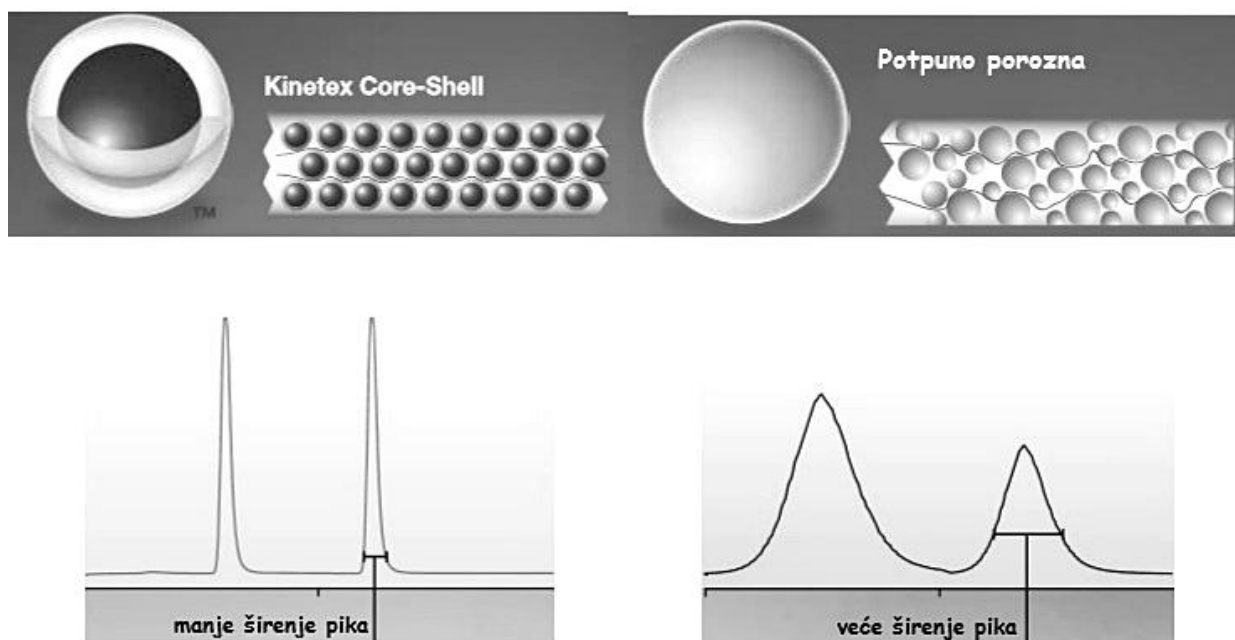 Kinetex Core-Shell
TM
Potpuno porozna
manje širenje pika
veće širenje pika